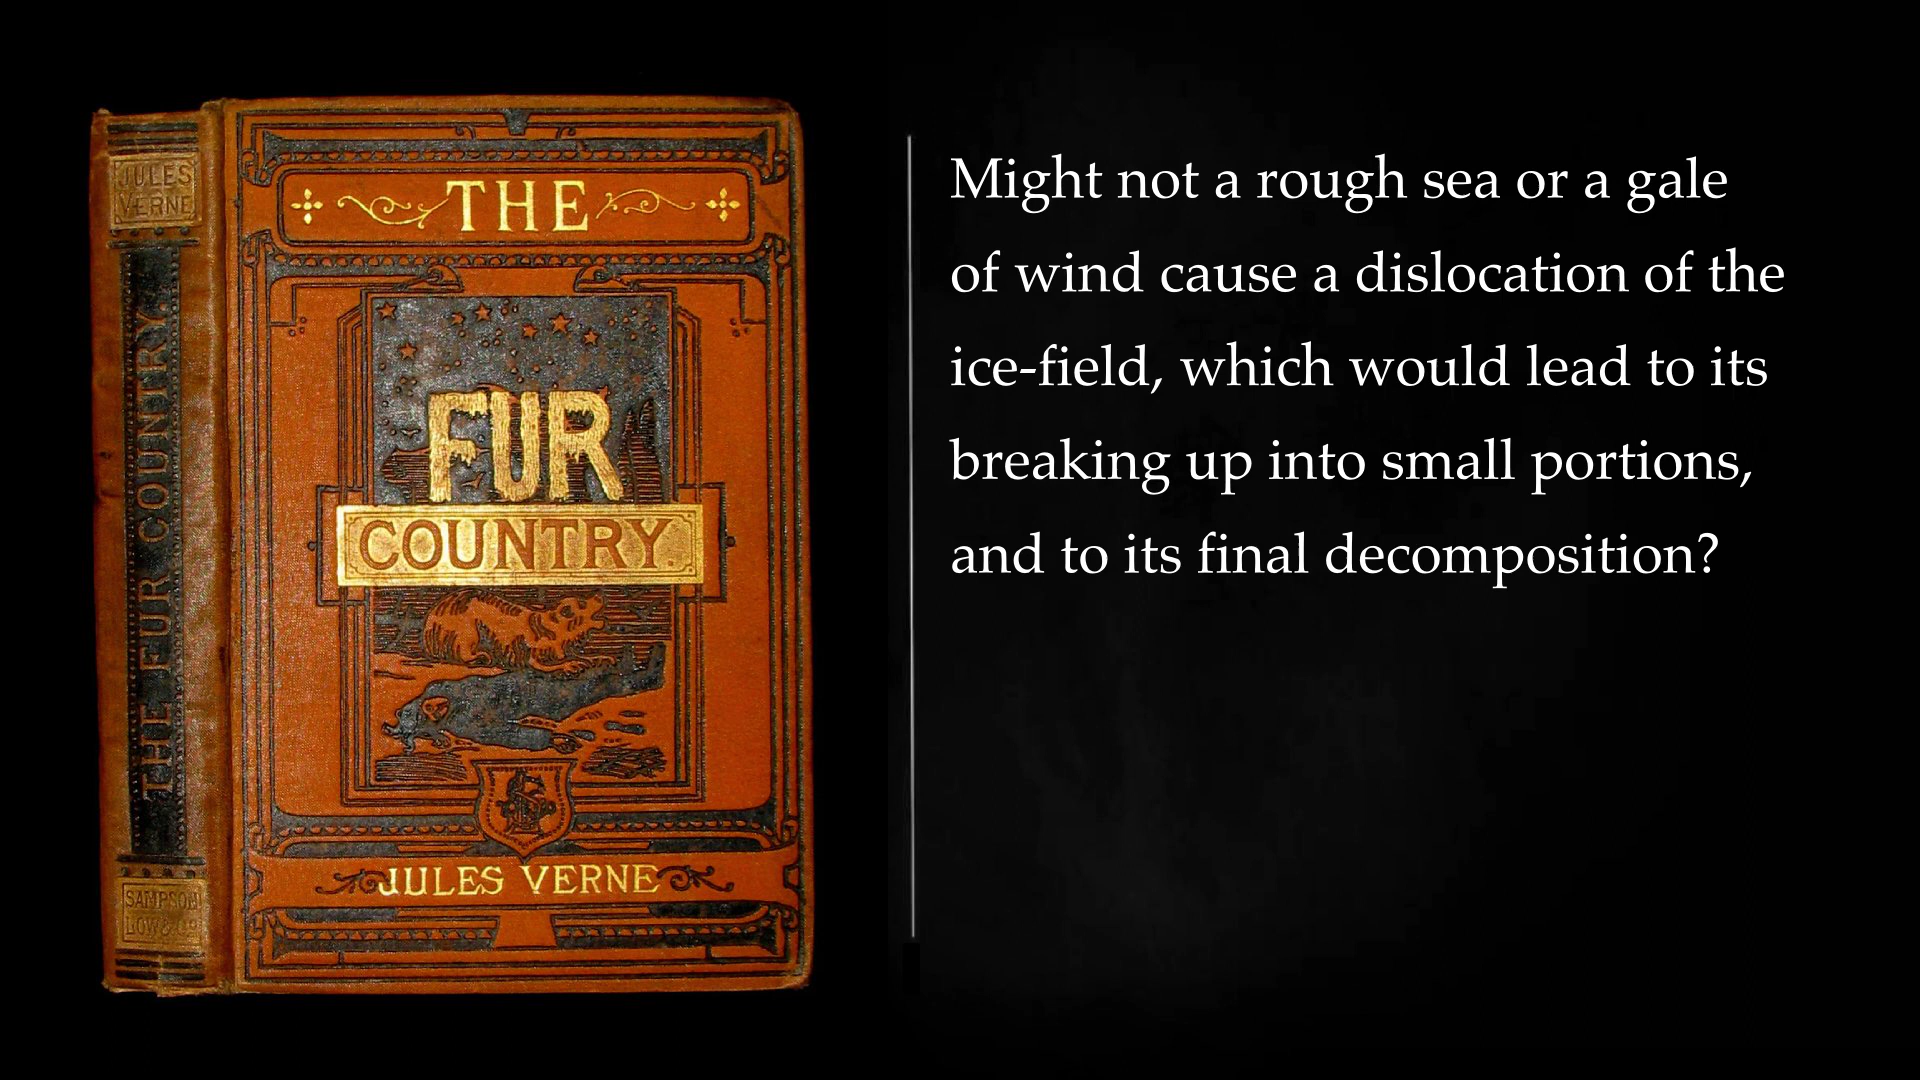 JULES
VERNE
THE FUR COUNTRY.
SAMPSON
LOW & Co
THE
FUR
COUNTRY.
JULES VERNE
Might not a rough sea or a gale
of wind cause a dislocation of the
ice-field, which would lead to its
breaking up into small portions,
and to its final decomposition?